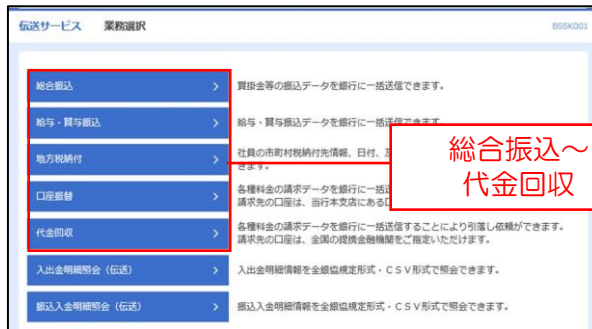 伝送サービス 業務選択 BSSK001
総合振込 > 買掛金等の振込データを銀行に一括送信できます。
給与・賞与振込 > 給与・賞与振込データを銀行に一括送信できます。
地方税納付 > 社員の市町村税納付先情報、日付、
きます。
口座振替 > 各種料金の請求データを銀行に一括
請求先の口座は、当行本支店にある口
代金回収 > 各種料金の請求データを銀行に一括送信することにより引落し依頼ができます。
請求先の口座は、全国の提携金融機関をご指定いただけます。
入出金明細照会(伝送) > 入出金明細情報を全銀協規定形式・CSV形式で照会できます。
振込入金明細照会(伝送) > 振込入金明細情報を全銀協規定形式・CSV形式で照会できます。
総合振込~
代金回収